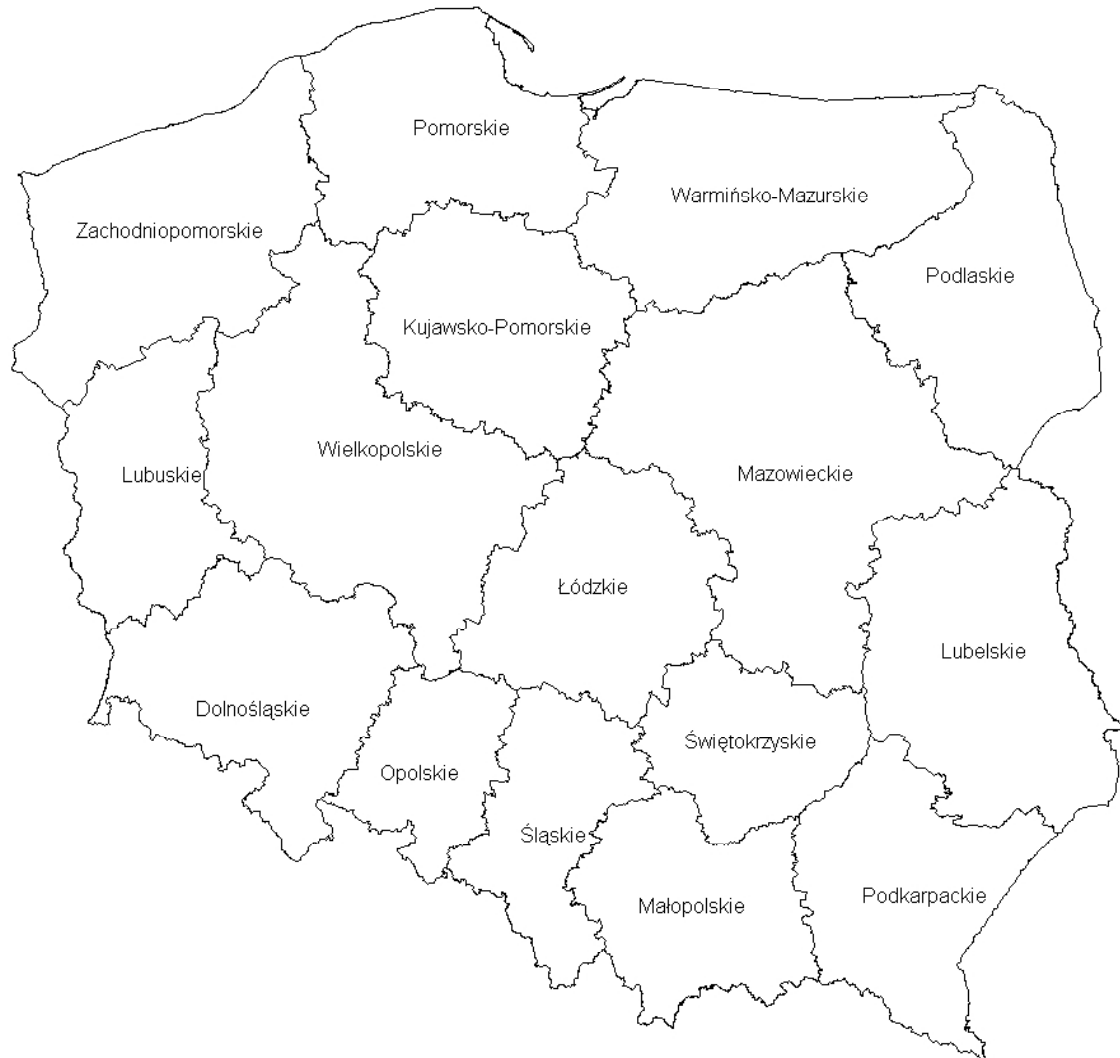 Pomorskie
Warmińsko-Mazurskie
Zachodniopomorskie
Podlaskie
Kujawsko-Pomorskie
Wielkopolskie
Lubuskie
Mazowieckie
Łódzkie
Lubelskie
Dolnośląskie
Świętokrzyskie
Opolskie
Śląskie
Małopolskie
Podkarpackie